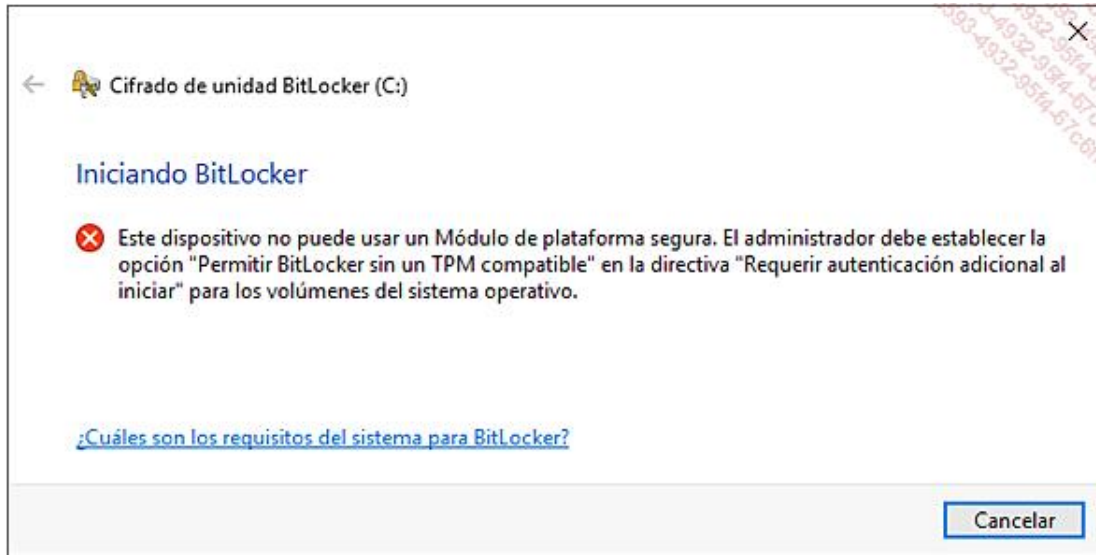 Cifrado de unidad BitLocker (C:)
Iniciando BitLocker
Este dispositivo no puede usar un Módulo de plataforma segura. El administrador debe establecer la
opción "Permitir BitLocker sin un TPM compatible" en la directiva "Requerir autenticación adicional al
iniciar" para los volúmenes del sistema operativo.
¿Cuáles son los requisitos del sistema para BitLocker?
Cancelar